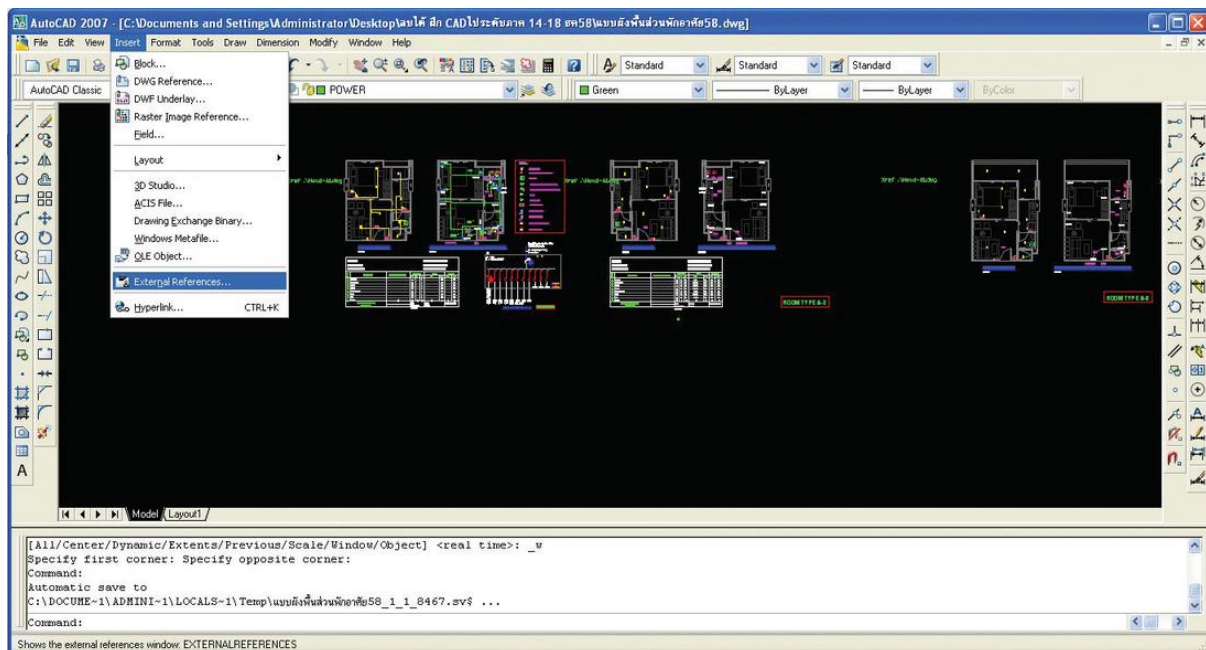 AutoCAD 2007 - [C:\Documents and Settings\Administrator\Desktop\ลบได้ ฝึก CADไประดับภาค 14-18 สค58\แบบผังพื้นส่วนพักอาศัย58.dwg]
File Edit View Insert Format Tools Draw Dimension Modify Window Help
Standard Standard Standard
AutoCAD Classic POWER Green ByLayer ByLayer ByColor
Block...
DWG Reference...
DWF Underlay...
Raster Image Reference...
Field...
Layout
3D Studio...
ACIS File...
Drawing Exchange Binary...
Windows Metafile...
OLE Object...
External References...
Hyperlink... CTRL+K
ROOM TYPE A-2
Model Layout1
[All/Center/Dynamic/Extents/Previous/Scale/Window/Object] <real time>: _w
Specify first corner: Specify opposite corner:
Command:
Automatic save to
C:\DOCUME~1\ADMINI~1\LOCALS~1\Temp\แบบผังพื้นส่วนพักอาศัย58_1_1_8467.sv$ ...
Command:
Shows the external references window: EXTERNALREFERENCES